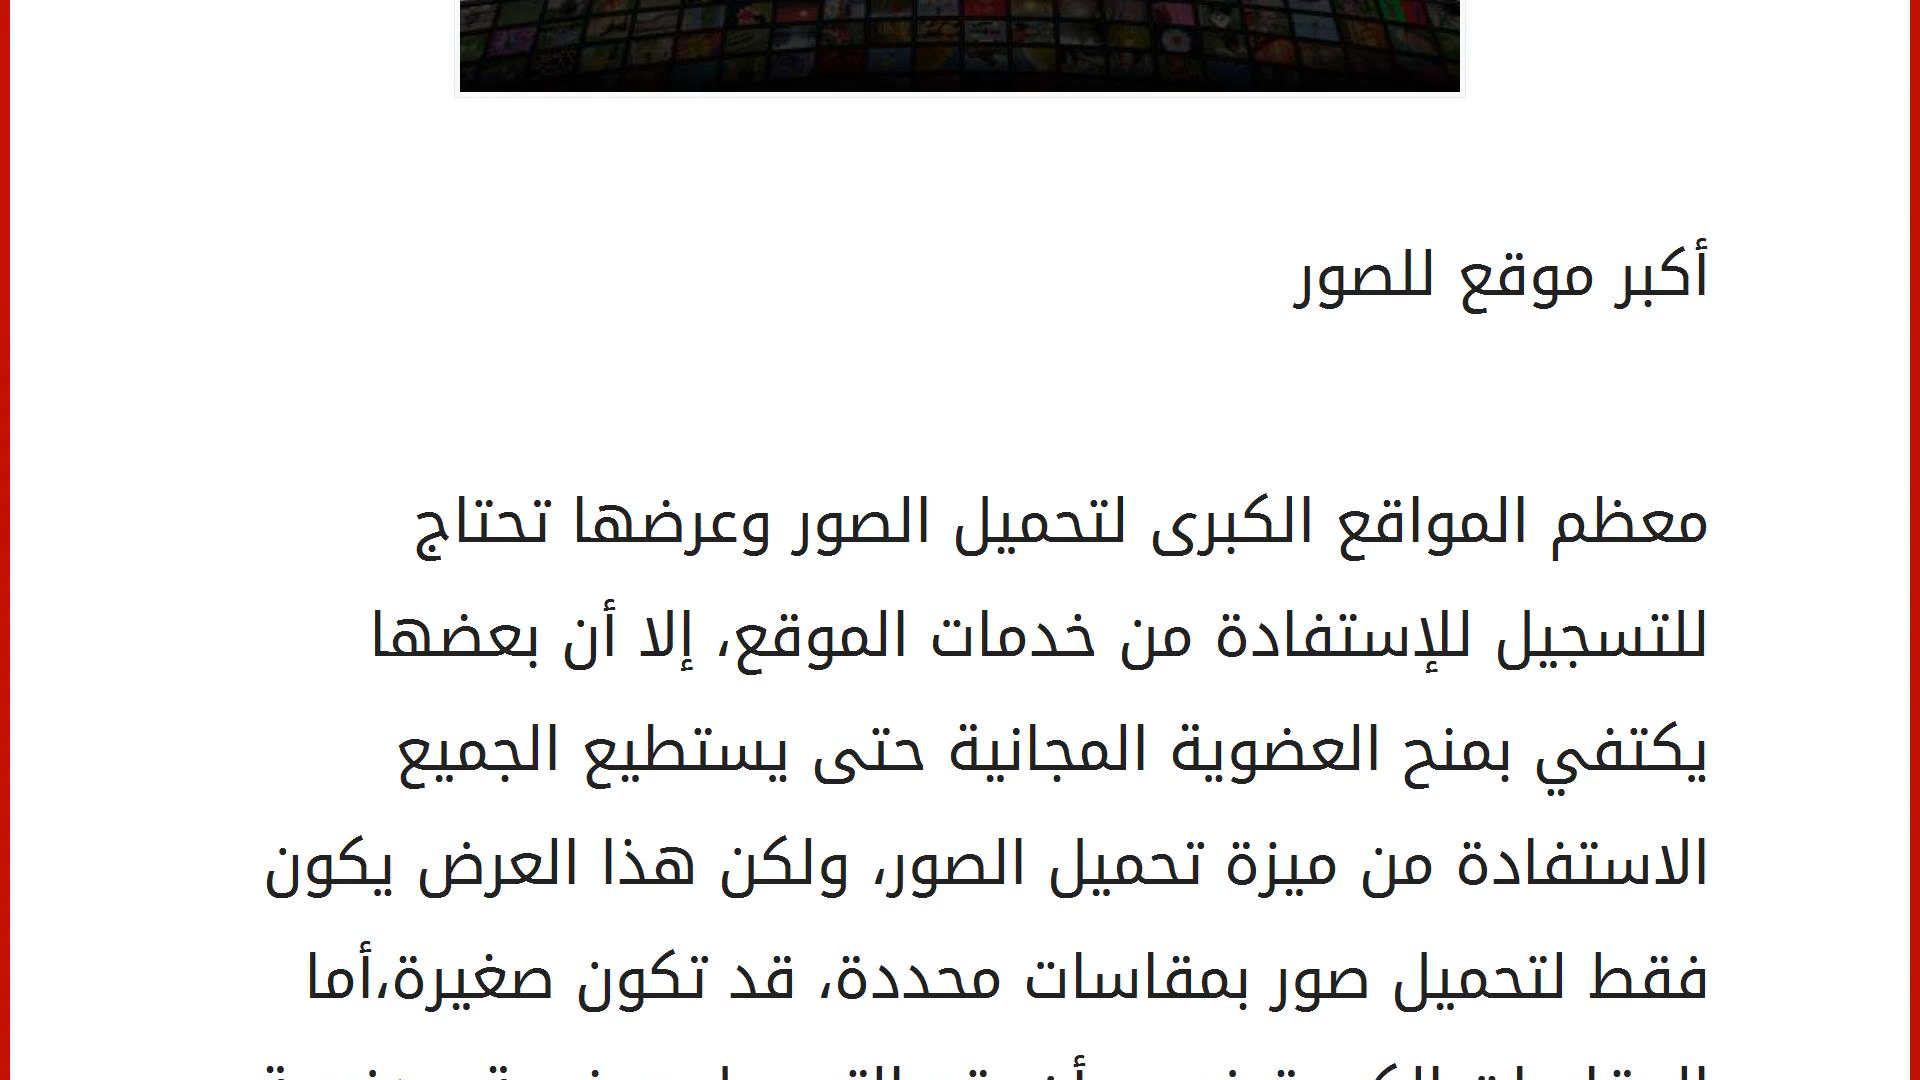 أكبر موقع للصور
معظم المواقع الكبرى لتحميل الصور وعرضها تحتاج
للتسجيل للإستفادة من خدمات الموقع، إلا أن بعضها
يكتفي بمنح العضوية المجانية حتى يستطيع الجميع
الاستفادة من ميزة تحميل الصور، ولكن هذا العرض يكون
فقط لتحميل صور بمقاسات محددة، قد تكون صغيرة،أما